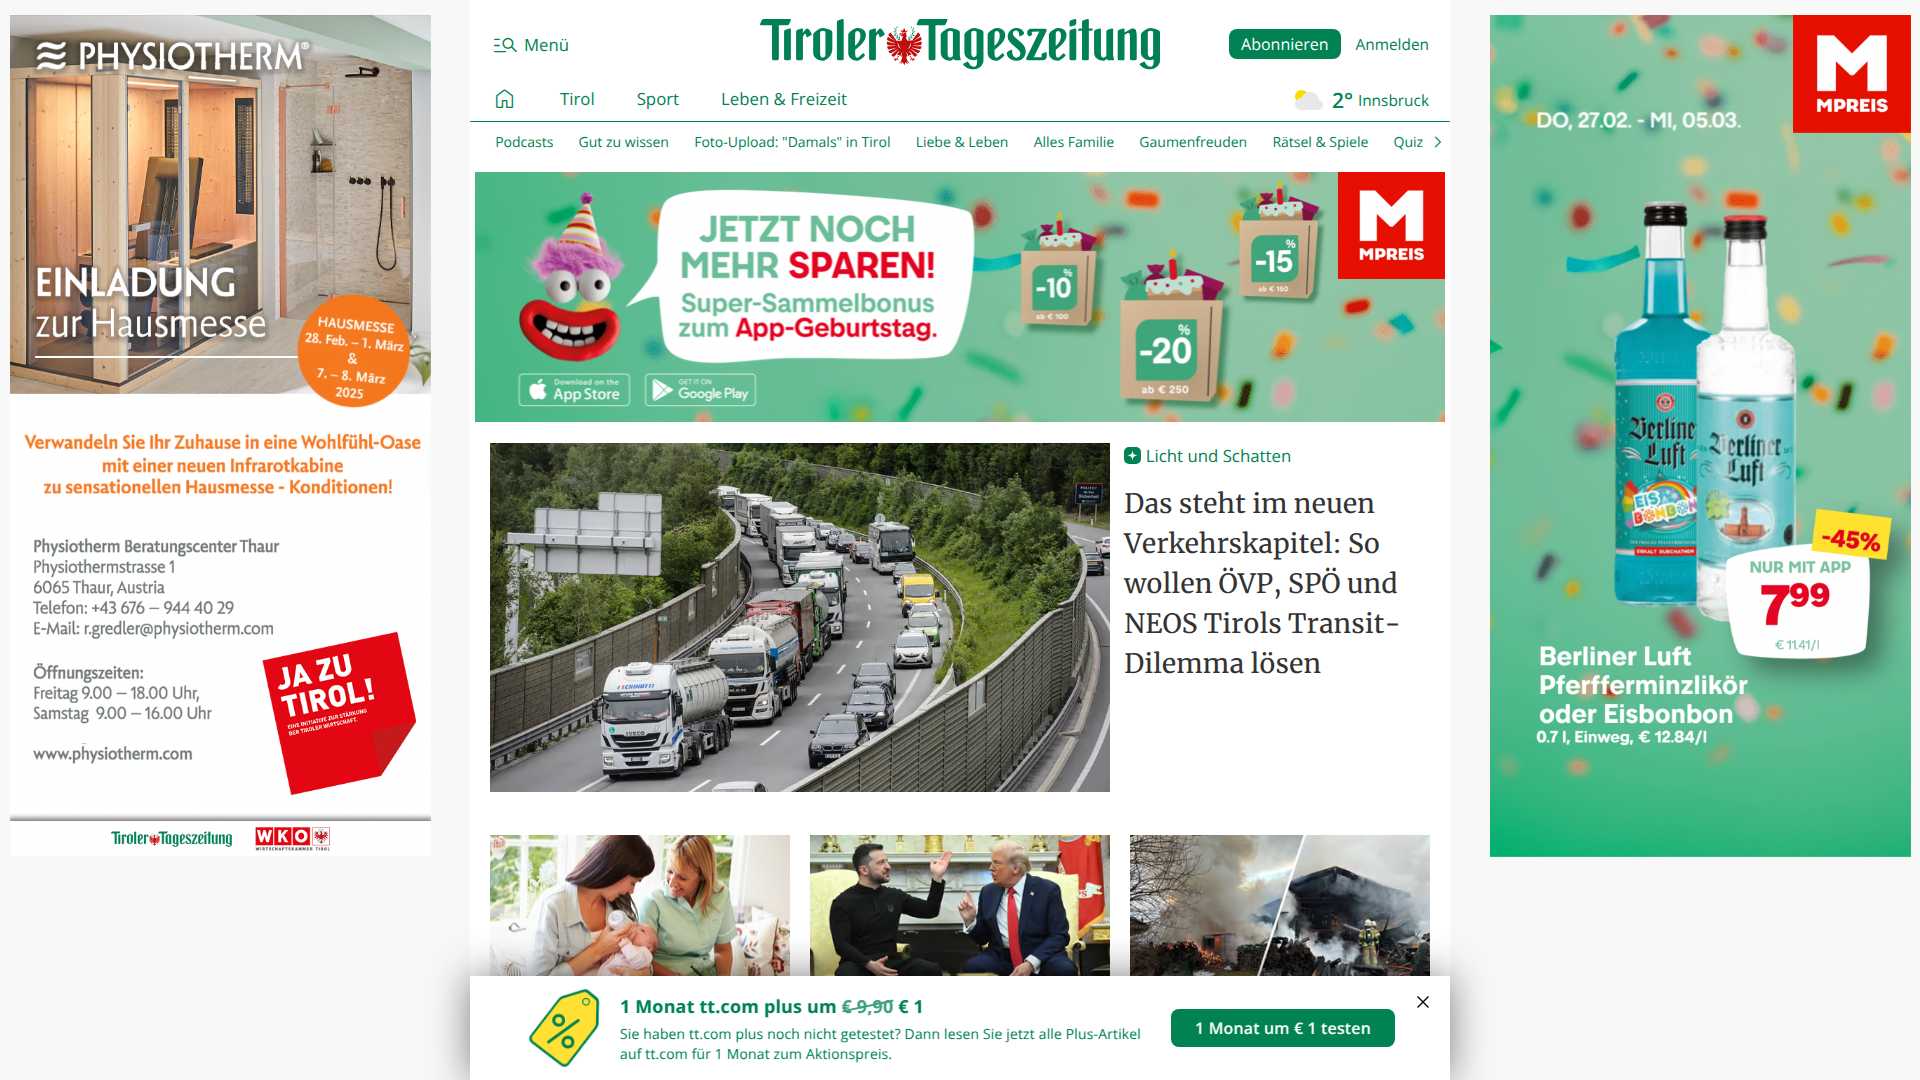 Menü
Tiroler Tageszeitung
Abonnieren
Anmelden
Tirol
Sport
Leben & Freizeit
2° Innsbruck
Podcasts
Gut zu wissen
Foto-Upload: "Damals" in Tirol
Liebe & Leben
Alles Familie
Gaumenfreuden
Rätsel & Spiele
Quiz
PHYSIOTHERM®
EINLADUNG
zur Hausmesse
HAUSMESSE
28. Feb. – 1. März
&
7. – 8. März
2025
Verwandeln Sie Ihr Zuhause in eine Wohlfühl-Oase
mit einer neuen Infrarotkabine
zu sensationellen Hausmesse - Konditionen!
Physiotherm Beratungscenter Thaur
Physiothermstrasse 1
6065 Thaur, Austria
Telefon: +43 676 – 944 40 29
E-Mail: r.gredler@physiotherm.com
Öffnungszeiten:
Freitag 9.00 – 18.00 Uhr,
Samstag 9.00 – 16.00 Uhr
www.physiotherm.com
JA ZU
TIROL!
EINE INITIATIVE ZUR STÄRKUNG
DER TIROLER WIRTSCHAFT.
Tiroler Tageszeitung
WKO
WIRTSCHAFTSKAMMER TIROL
JETZT NOCH
MEHR SPAREN!
Super-Sammelbonus
zum App-Geburtstag.
Download on the
App Store
GET IT ON
Google Play
-10%
ab € 100
-20%
ab € 250
-15%
ab € 150
MPREIS
Licht und Schatten
Das steht im neuen
Verkehrskapitel: So
wollen ÖVP, SPÖ und
NEOS Tirols Transit-
Dilemma lösen
IVECO
MPREIS
DO, 27.02. - MI, 05.03.
Berliner
Luft
EIS
BONBON
Berliner
Luft
-45%
NUR MIT APP
7⁹⁹
€ 11.41/l
Berliner Luft
Pferfferminzlikör
oder Eisbonbon
0.7 l, Einweg, € 12.84/l
1 Monat tt.com plus um € 9,90 € 1
Sie haben tt.com plus noch nicht getestet? Dann lesen Sie jetzt alle Plus-Artikel
auf tt.com für 1 Monat zum Aktionspreis.
1 Monat um € 1 testen